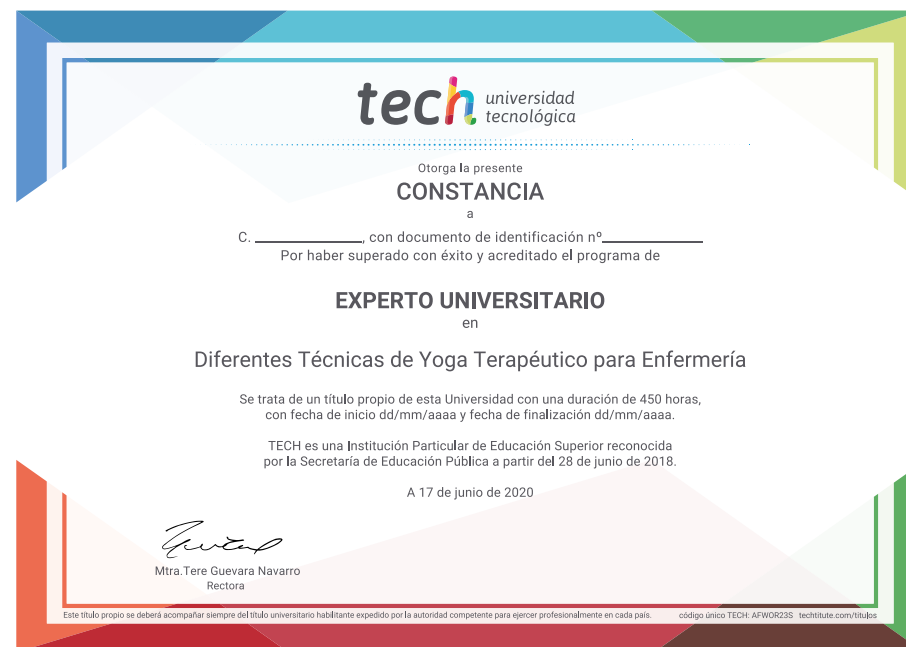 tech universidad
tecnológica
Otorga la presente
CONSTANCIA
a
C. ____________, con documento de identificación nº____________
Por haber superado con éxito y acreditado el programa de
EXPERTO UNIVERSITARIO
en
Diferentes Técnicas de Yoga Terapéutico para Enfermería
Se trata de un título propio de esta Universidad con una duración de 450 horas,
con fecha de inicio dd/mm/aaaa y fecha de finalización dd/mm/aaaa.
TECH es una Institución Particular de Educación Superior reconocida
por la Secretaría de Educación Pública a partir del 28 de junio de 2018.
A 17 de junio de 2020
Mtra.Tere Guevara Navarro
Rectora
Este título propio se deberá acompañar siempre del título universitario habilitante expedido por la autoridad competente para ejercer profesionalmente en cada país. código único TECH: AFWOR23S techtitute.com/titulos